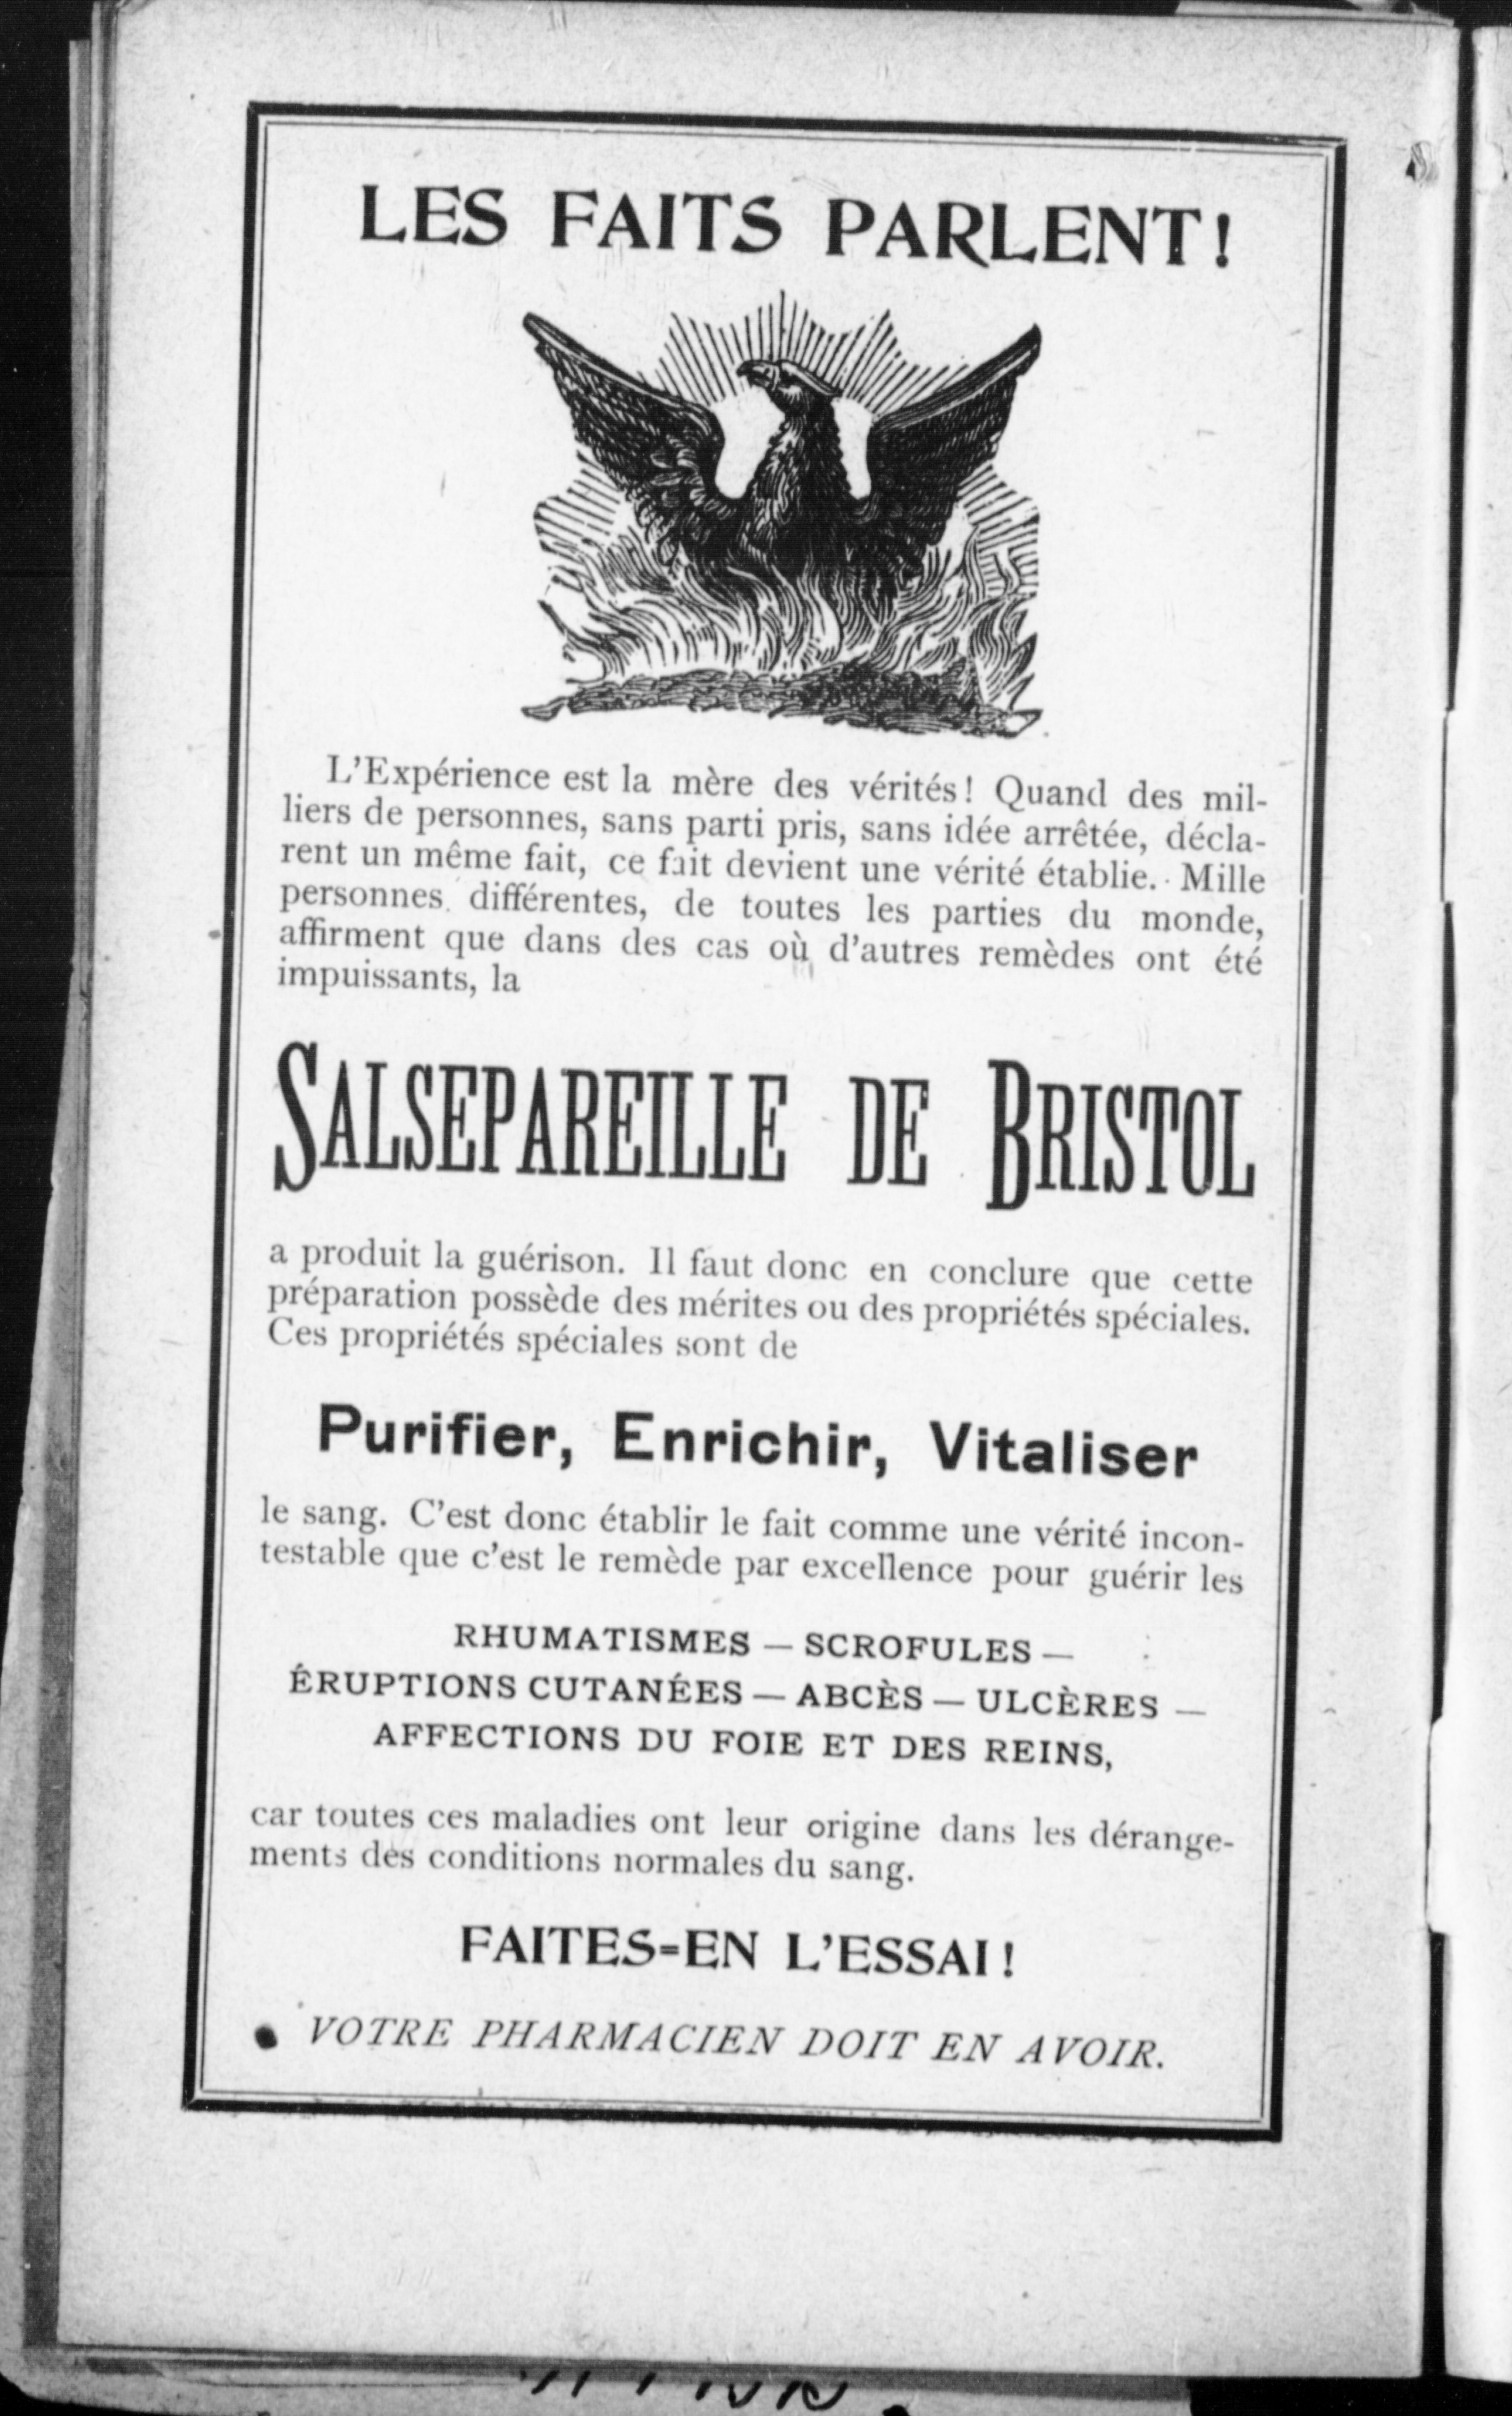 LES FAITS PARLENT!
L'Expérience est la mère des vérités! Quand des mil-
liers de personnes, sans parti pris, sans idée arrêtée, décla-
rent un même fait, ce fait devient une vérité établie. Mille
personnes différentes, de toutes les parties du monde,
affirment que dans des cas où d'autres remèdes ont été
impuissants, la
SALSEPAREILLE DE BRISTOL
a produit la guérison. Il faut donc en conclure que cette
préparation possède des mérites ou des propriétés spéciales.
Ces propriétés spéciales sont de
Purifier, Enrichir, Vitaliser
le sang. C'est donc établir le fait comme une vérité incon-
testable que c'est le remède par excellence pour guérir les
RHUMATISMES — SCROFULES —
ÉRUPTIONS CUTANÉES — ABCÈS — ULCÈRES —
AFFECTIONS DU FOIE ET DES REINS,
car toutes ces maladies ont leur origine dans les dérange-
ments des conditions normales du sang.
FAITES-EN L'ESSAI!
VOTRE PHARMACIEN DOIT EN AVOIR.